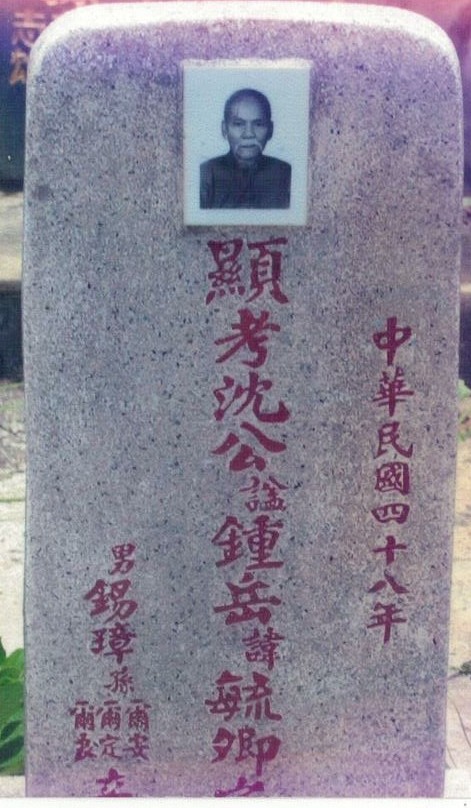 中華民國四十八年
顯考沈公諡鍾岳諱毓卿
男錫璋孫
爾安
爾定